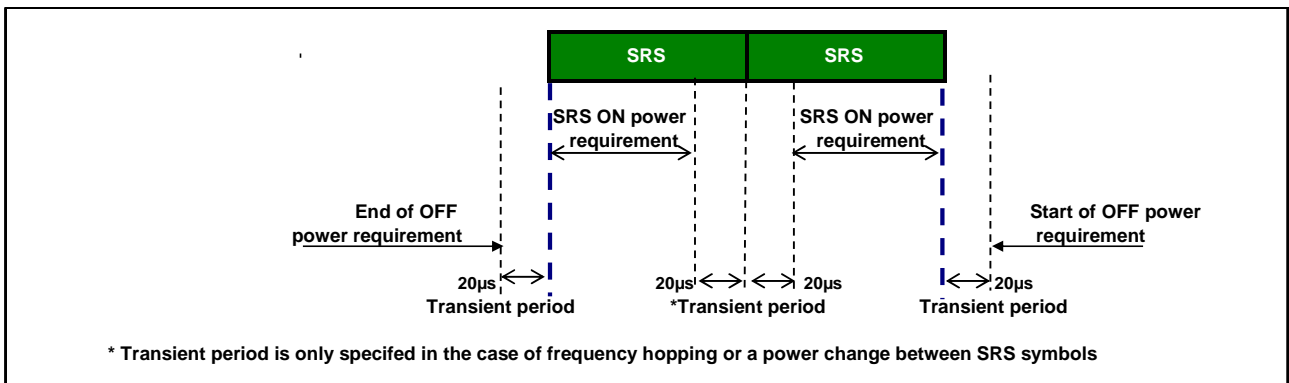 SRS SRS
SRS ON power
requirement
SRS ON power
requirement
End of OFF
power requirement
Start of OFF power
requirement
20µs
Transient period
20µs 20µs
*Transient period
20µs
Transient period
* Transient period is only specifed in the case of frequency hopping or a power change between SRS symbols